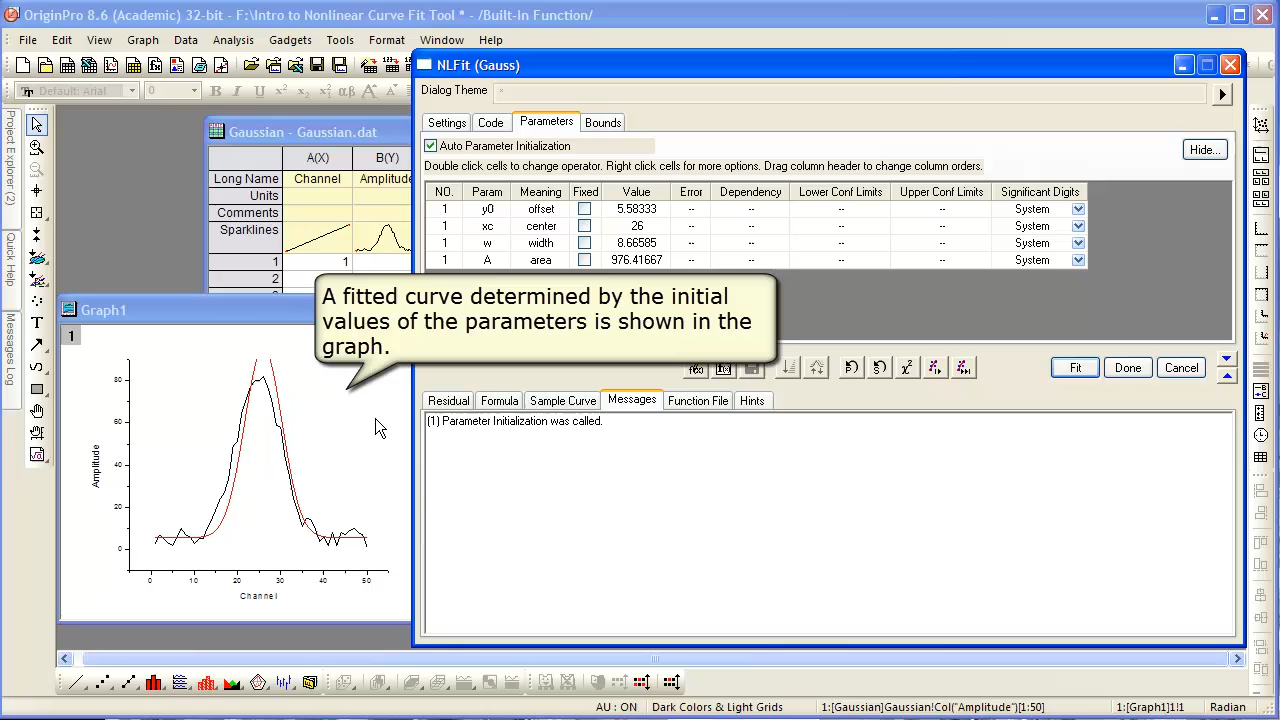 OriginPro 8.6 (Academic) 32-bit - F:\Intro to Nonlinear Curve Fit Tool * - /Built-In Function/
File Edit View Graph Data Analysis Gadgets Tools Format Window Help
Default: Arial 0 B I U
NLFit (Gauss)
Dialog Theme *
Settings Code Parameters Bounds
Auto Parameter Initialization
Hide...
Double click cells to change operator. Right click cells for more options. Drag column header to change column orders.
NO. Param Meaning Fixed Value Error Dependency Lower Conf Limits Upper Conf Limits Significant Digits
1 y0 offset 5.58333 -- -- -- -- System
1 xc center 26 -- -- -- -- System
1 w width 8.66585 -- -- -- -- System
1 A area 976.41667 -- -- -- -- System
Project Explorer (2)
Quick Help
Messages Log
Gaussian - Gaussian.dat
A(X) B(Y)
Long Name Channel Amplitude
Units
Comments
Sparklines
1 1
2
A fitted curve determined by the initial
values of the parameters is shown in the
graph.
Graph1
1
80
60
40
20
0
0 10 20 30 40 50
Amplitude
Channel
Fit Done Cancel
Residual Formula Sample Curve Messages Function File Hints
(1) Parameter Initialization was called.
AU : ON Dark Colors & Light Grids 1:[Gaussian]Gaussian!Col("Amplitude")[1:50] 1:[Graph1]1!1 Radian